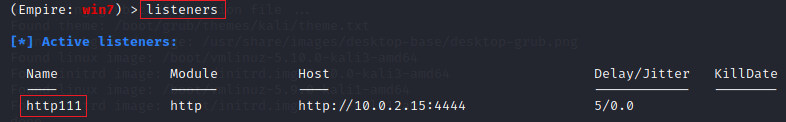 (Empire: win7) > listeners
[*] Active listeners:
Name Module Host Delay/Jitter KillDate
---- ------ ---- ------------ --------
http111 http http://10.0.2.15:4444 5/0.0